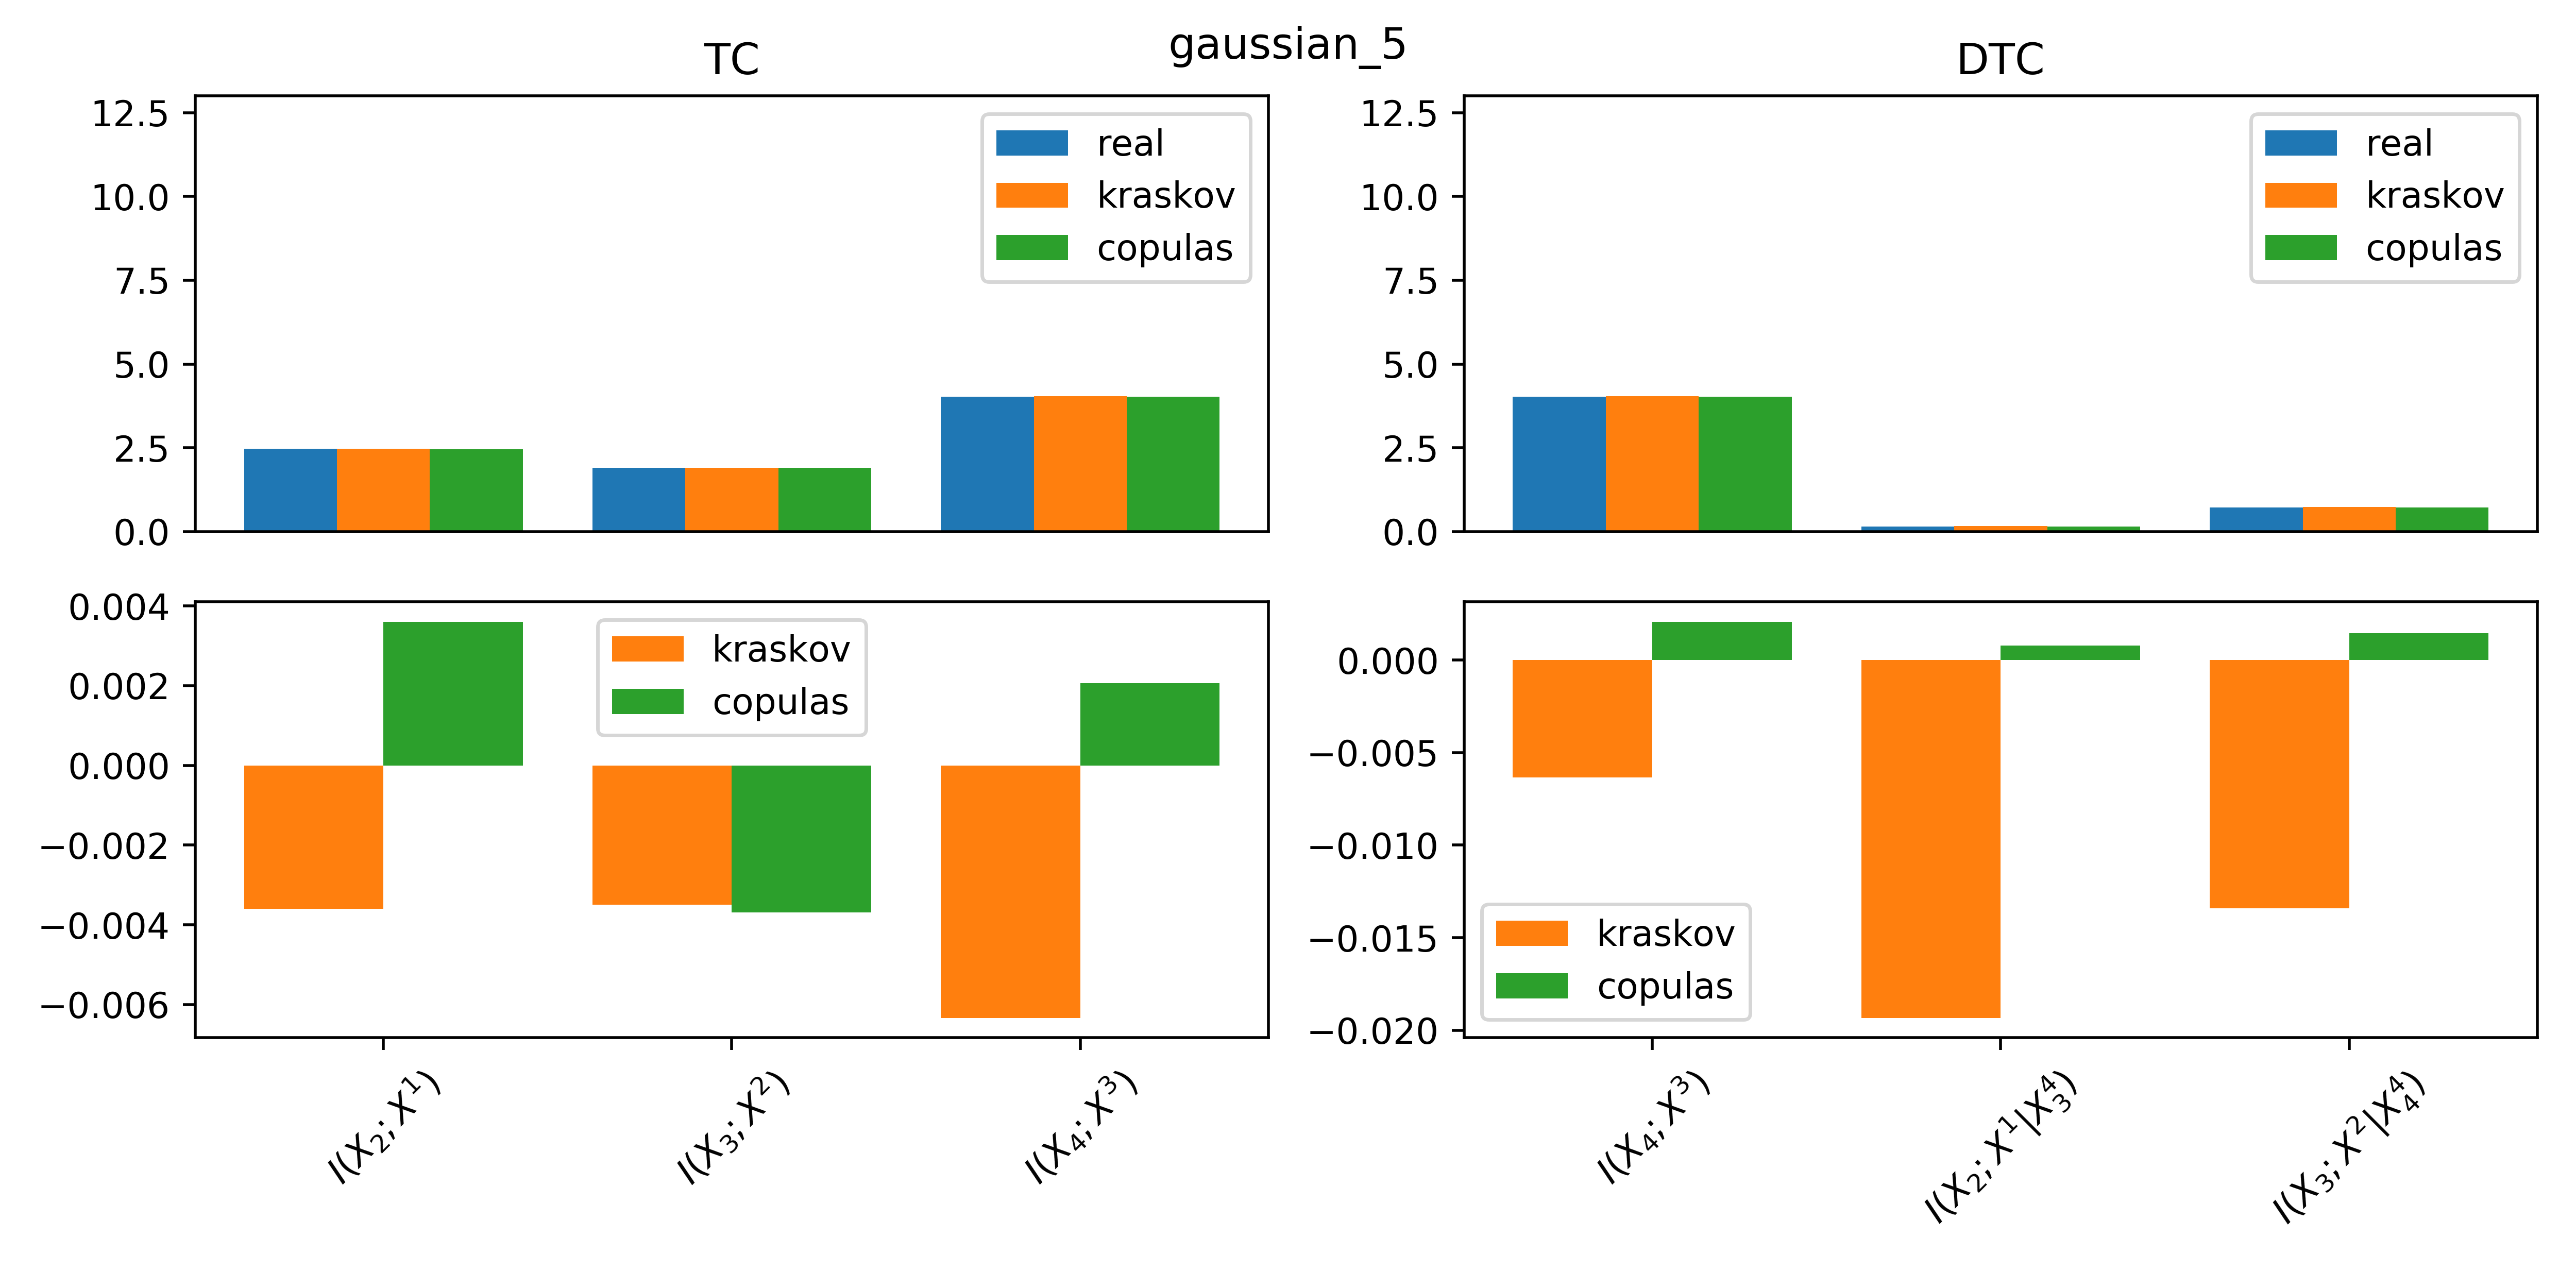 gaussian_5
TC
12.5
10.0
7.5
5.0
2.5
0.0
real
kraskov
copulas
DTC
12.5
10.0
7.5
5.0
2.5
0.0
real
kraskov
copulas
0.004
0.002
0.000
−0.002
−0.004
−0.006
kraskov
copulas
I(X₂; X¹)
I(X₃; X²)
I(X₄; X³)
0.000
−0.005
−0.010
−0.015
−0.020
kraskov
copulas
I(X₄; X³)
I(X₂; X¹|X₃⁴)
I(X₃; X²|X₄⁴)